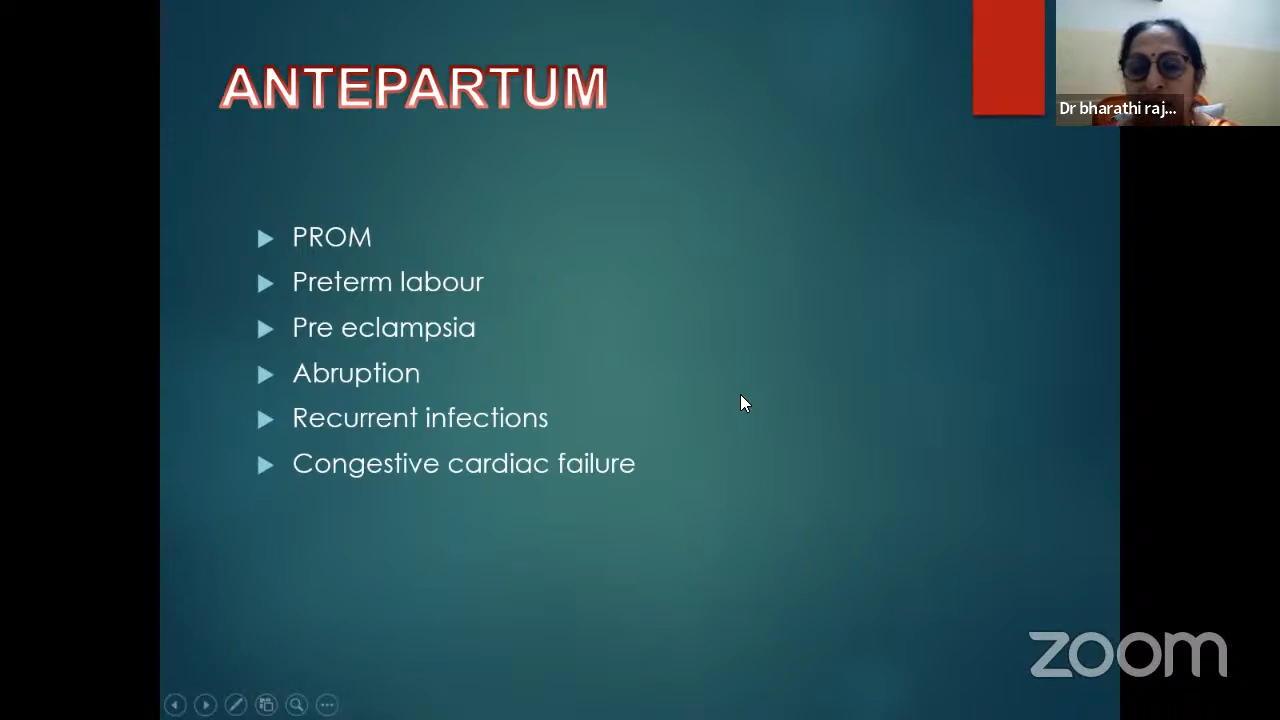 ANTEPARTUM
Dr bharathi raj...
PROM
Preterm labour
Pre eclampsia
Abruption
Recurrent infections
Congestive cardiac failure
zoom